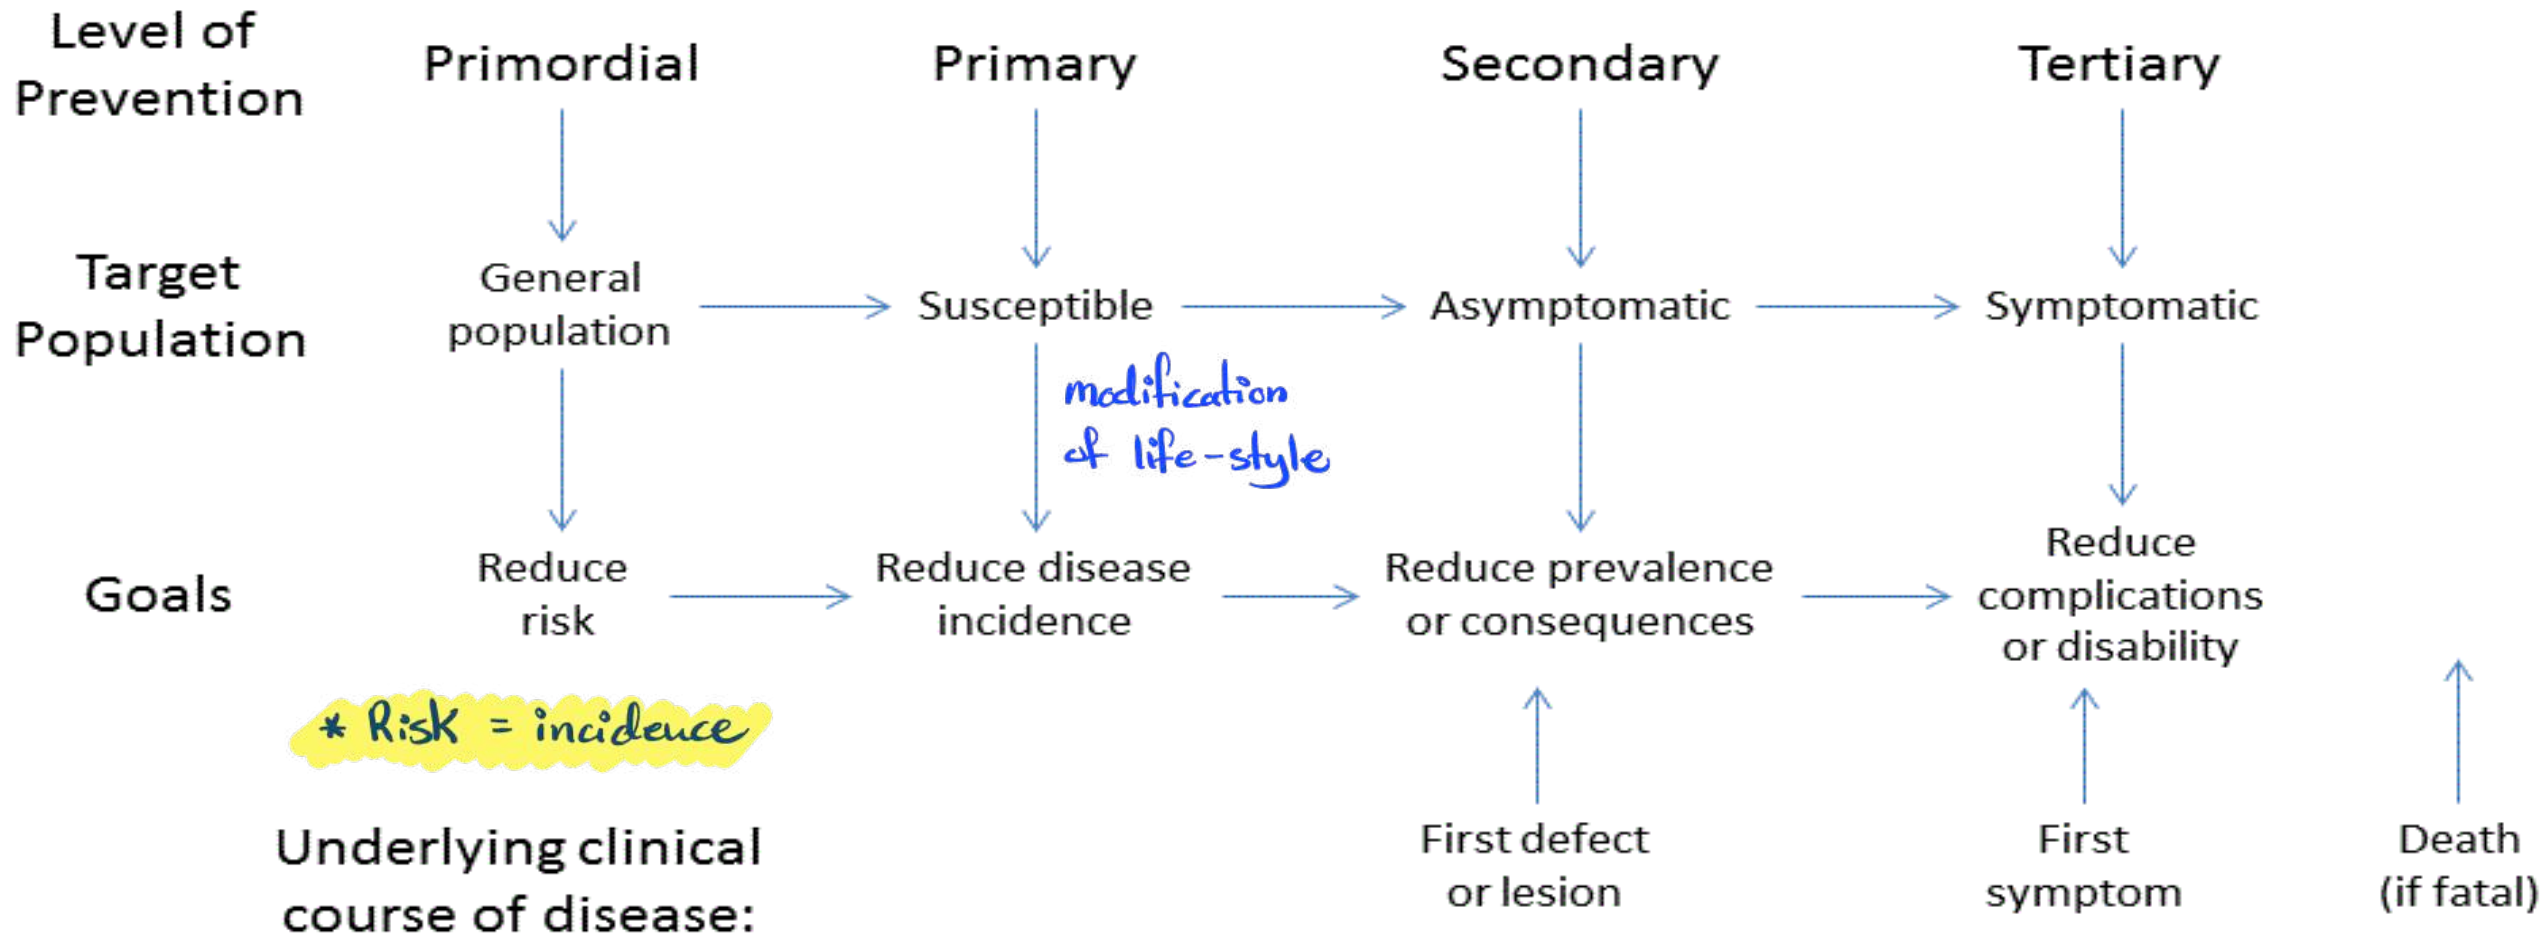 Level of
Prevention
Primordial
Primary
Secondary
Tertiary
Target
Population
General
population
Susceptible
Asymptomatic
Symptomatic
modification
of life-style
Goals
Reduce
risk
Reduce disease
incidence
Reduce prevalence
or consequences
Reduce
complications
or disability
* Risk = incidence
Underlying clinical
course of disease:
First defect
or lesion
First
symptom
Death
(if fatal)